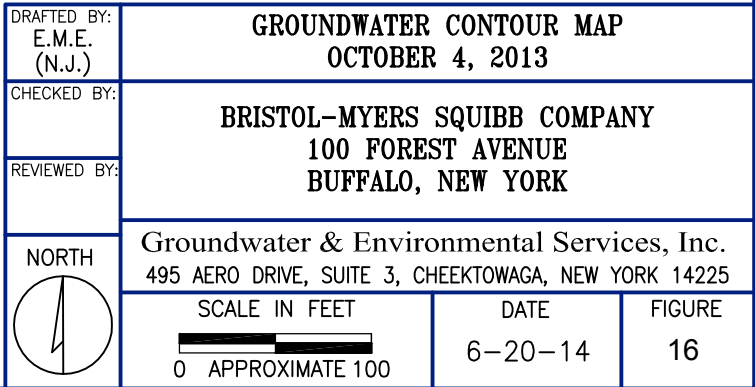 DRAFTED BY:
E.M.E.
(N.J.)
GROUNDWATER CONTOUR MAP
OCTOBER 4, 2013
CHECKED BY:
BRISTOL-MYERS SQUIBB COMPANY
100 FOREST AVENUE
BUFFALO, NEW YORK
REVIEWED BY:
Groundwater & Environmental Services, Inc.
495 AERO DRIVE, SUITE 3, CHEEKTOWAGA, NEW YORK 14225
NORTH
SCALE IN FEET
0 APPROXIMATE 100
DATE
6-20-14
FIGURE
16